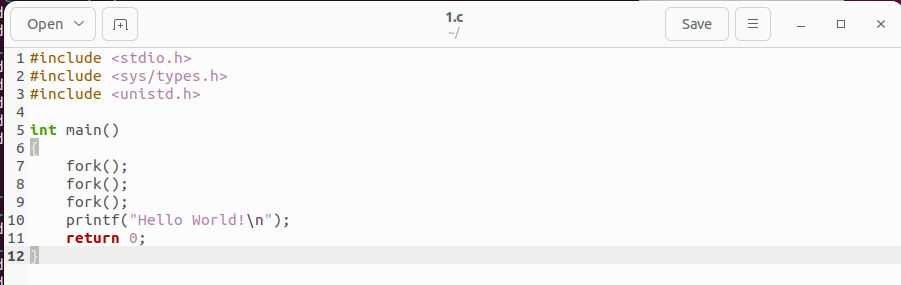 Open
1.c
~/
Save
1 #include <stdio.h>
2 #include <sys/types.h>
3 #include <unistd.h>
4
5 int main()
6 {
7     fork();
8     fork();
9     fork();
10     printf("Hello World!\n");
11     return 0;
12 }